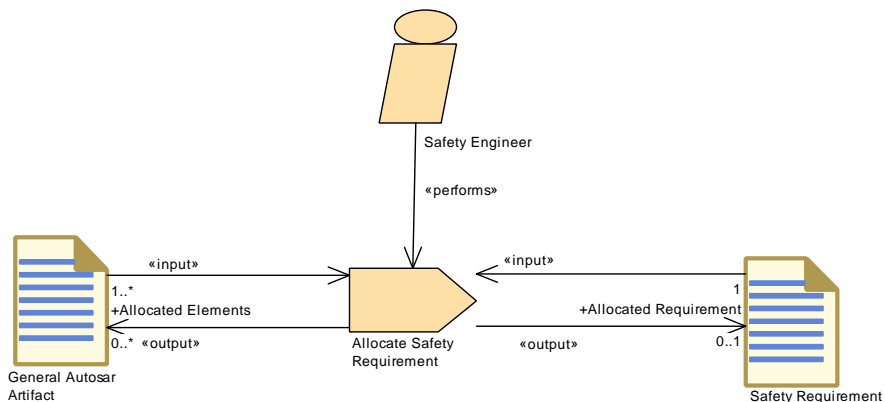 Safety Engineer
«performs»
«input»
«input»
1..*
1
+Allocated Elements
+Allocated Requirement
0..*
«output»
Allocate Safety
Requirement
«output»
0..1
General Autosar
Artifact
Safety Requirement